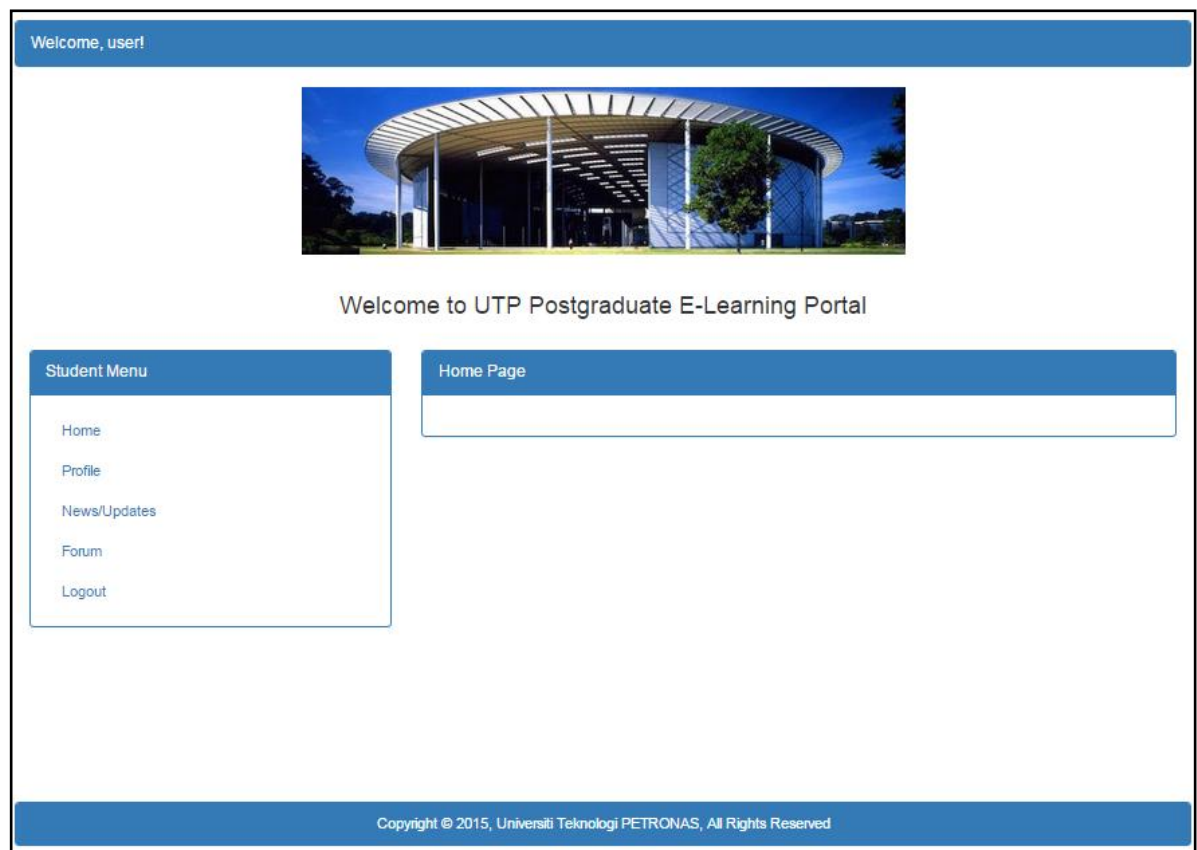 Welcome, user!
Welcome to UTP Postgraduate E-Learning Portal
Student Menu
Home
Profile
News/Updates
Forum
Logout
Home Page
Copyright © 2015, Universiti Teknologi PETRONAS, All Rights Reserved